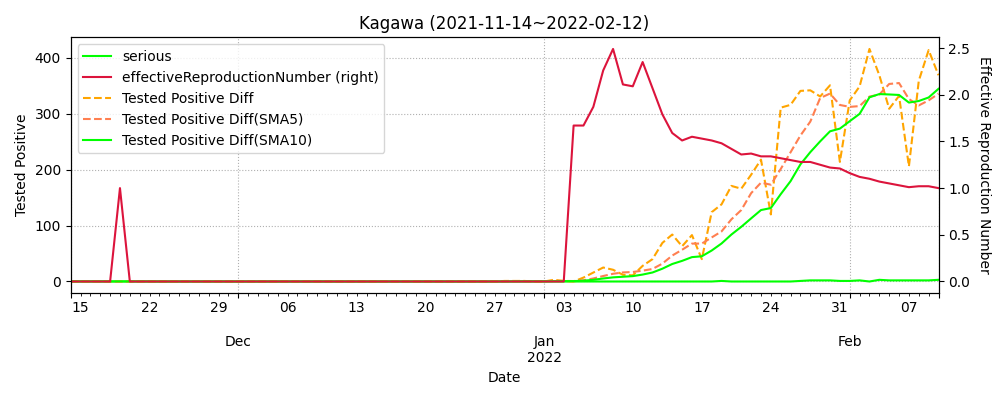 Kagawa (2021-11-14~2022-02-12)
serious
effectiveReproductionNumber (right)
Tested Positive Diff
Tested Positive Diff(SMA5)
Tested Positive Diff(SMA10)
Tested Positive
400
300
200
100
0
2.5
2.0
1.5
1.0
0.5
0.0
Effective Reproduction Number
15 22 29 06 13 20 27 03 10 17 24 31 07
Dec Jan Feb
2022
Date